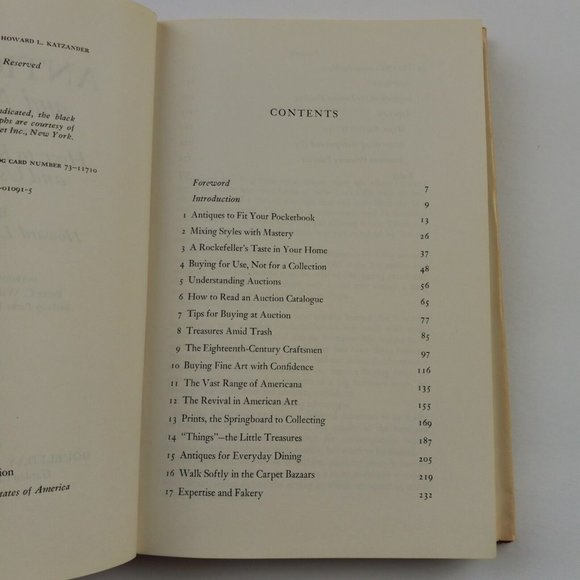 HOWARD L. KATZANDER
Reserved
dicated, the black
phs are courtesy of
et Inc., New York.
OG CARD NUMBER 73-11710
-01091-5
ion
tates of America
CONTENTS
Foreword 7
Introduction 9
1 Antiques to Fit Your Pocketbook 13
2 Mixing Styles with Mastery 26
3 A Rockefeller's Taste in Your Home 37
4 Buying for Use, Not for a Collection 48
5 Understanding Auctions 56
6 How to Read an Auction Catalogue 65
7 Tips for Buying at Auction 77
8 Treasures Amid Trash 85
9 The Eighteenth-Century Craftsmen 97
10 Buying Fine Art with Confidence 116
11 The Vast Range of Americana 135
12 The Revival in American Art 155
13 Prints, the Springboard to Collecting 169
14 "Things"—the Little Treasures 187
15 Antiques for Everyday Dining 205
16 Walk Softly in the Carpet Bazaars 219
17 Expertise and Fakery 232